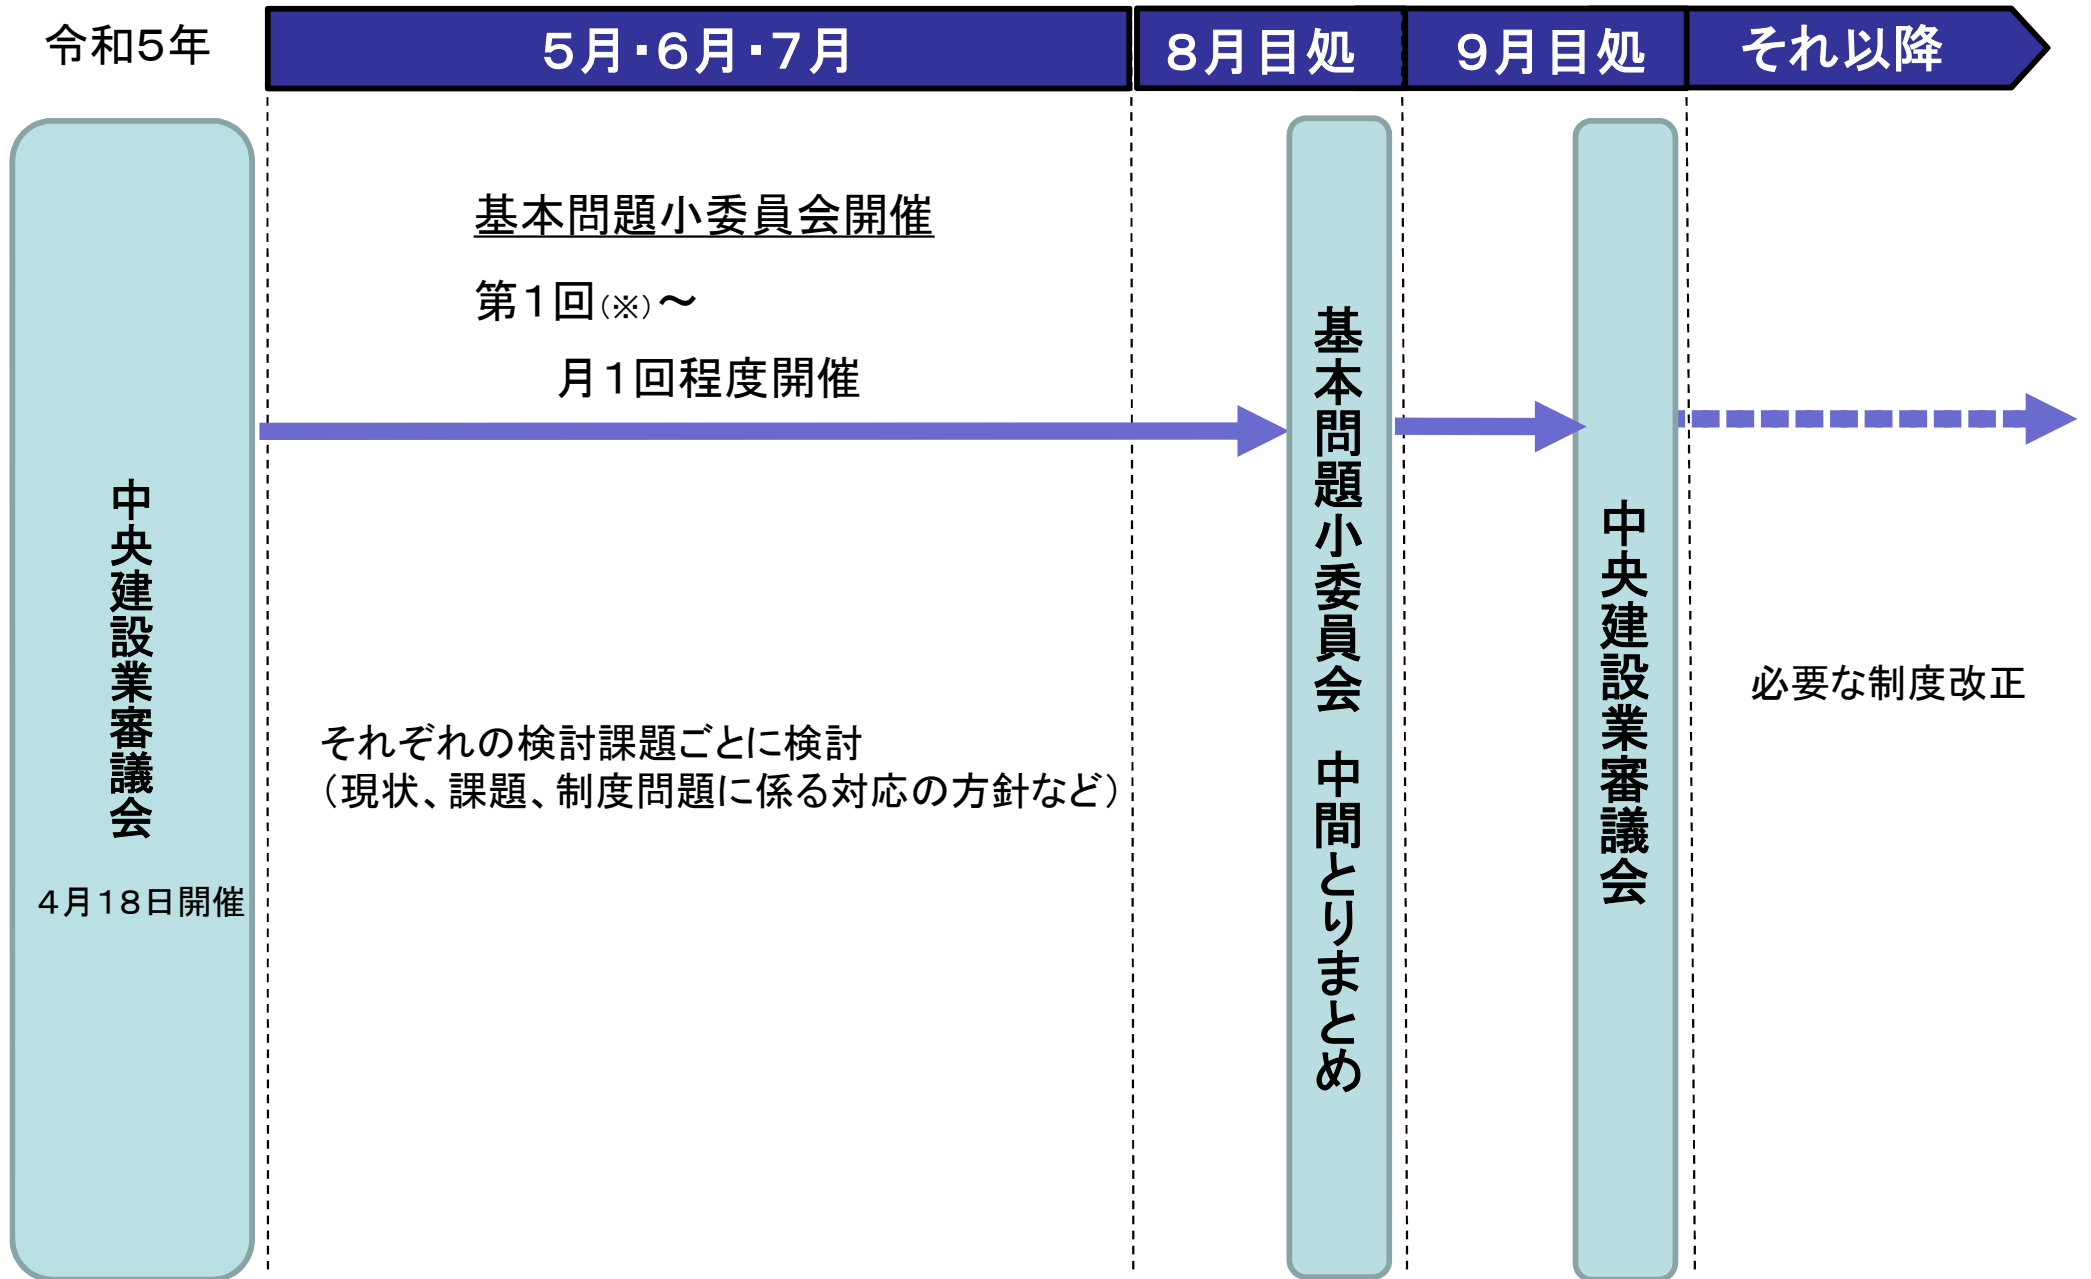 令和５年
５月・６月・７月
８月目処
９月目処
それ以降
中央建設業審議会
４月１８日開催
基本問題小委員会開催
第１回（※）～
月１回程度開催
それぞれの検討課題ごとに検討
（現状、課題、制度問題に係る対応の方針など）
基本問題小委員会　中間とりまとめ
中央建設業審議会
必要な制度改正